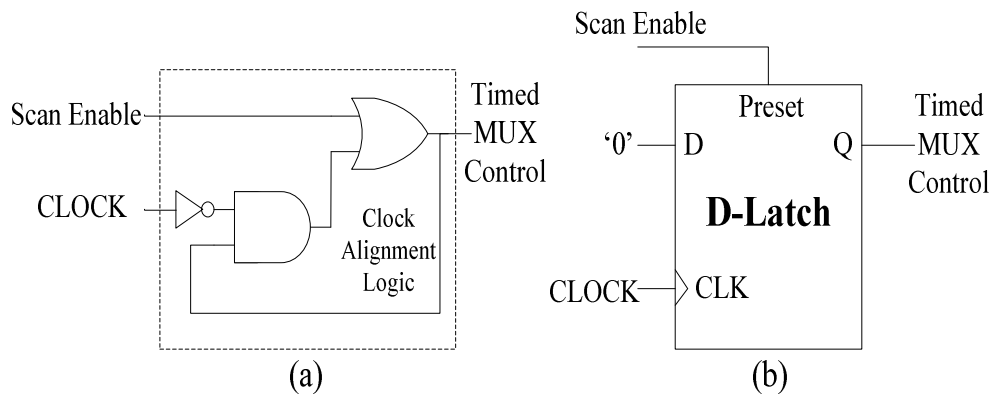 Scan Enable
CLOCK
Clock
Alignment
Logic
Timed
MUX
Control
(a)
Scan Enable
Preset
‘0’
D
Q
D-Latch
CLOCK
CLK
Timed
MUX
Control
(b)